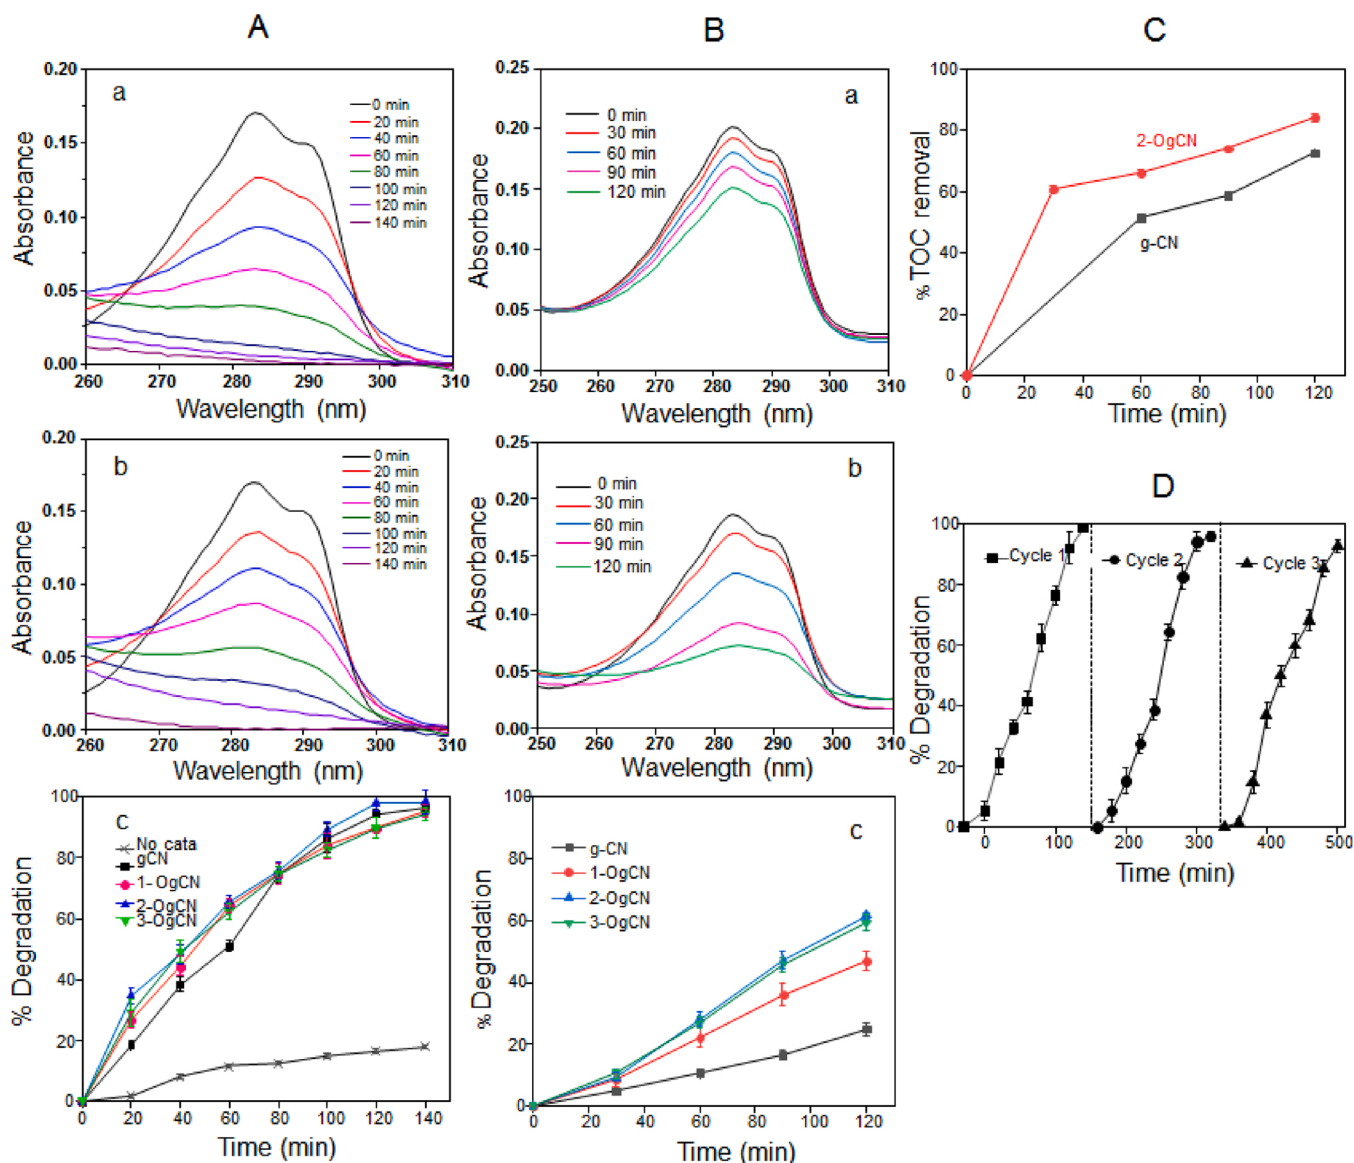 A
a
0.20
0.15
0.10
0.05
0.00
Absorbance
260 270 280 290 300 310
Wavelength (nm)
0 min
20 min
40 min
60 min
80 min
100 min
120 min
140 min
b
0.20
0.15
0.10
0.05
0.00
Absorbance
260 270 280 290 300 310
Wavelength (nm)
0 min
20 min
40 min
60 min
80 min
100 min
120 min
140 min
c
100
80
60
40
20
0
% Degradation
0 20 40 60 80 100 120 140
Time (min)
No cata
gCN
1- OgCN
2-OgCN
3-OgCN
B
a
0.25
0.20
0.15
0.10
0.05
0.00
Absorbance
250 260 270 280 290 300 310
Wavelength (nm)
0 min
30 min
60 min
90 min
120 min
b
0.25
0.20
0.15
0.10
0.05
0.00
Absorbance
250 260 270 280 290 300 310
Wavelength (nm)
0 min
30 min
60 min
90 min
120 min
c
100
80
60
40
20
0
% Degradation
0 20 40 60 80 100 120
Time (min)
g-CN
1-OgCN
2-OgCN
3-OgCN
C
100
80
60
40
20
0
% TOC removal
0 20 40 60 80 100 120
Time (min)
2-OgCN
g-CN
D
100
80
60
40
20
0
% Degradation
0 100 200 300 400 500
Time (min)
Cycle 1
Cycle 2
Cycle 3